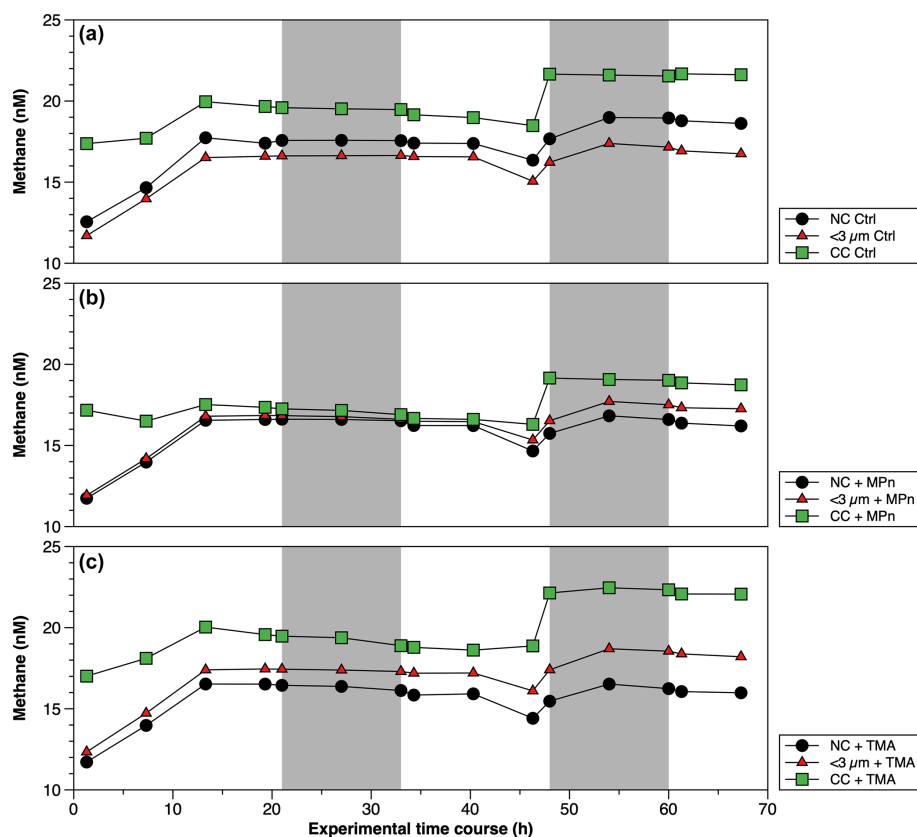 (a)
Methane (nM)
25
20
15
10
NC Ctrl
<3 µm Ctrl
CC Ctrl
(b)
Methane (nM)
25
20
15
10
NC + MPn
<3 µm + MPn
CC + MPn
(c)
Methane (nM)
25
20
15
10
0
10
20
30
40
50
60
70
Experimental time course (h)
NC + TMA
<3 µm + TMA
CC + TMA